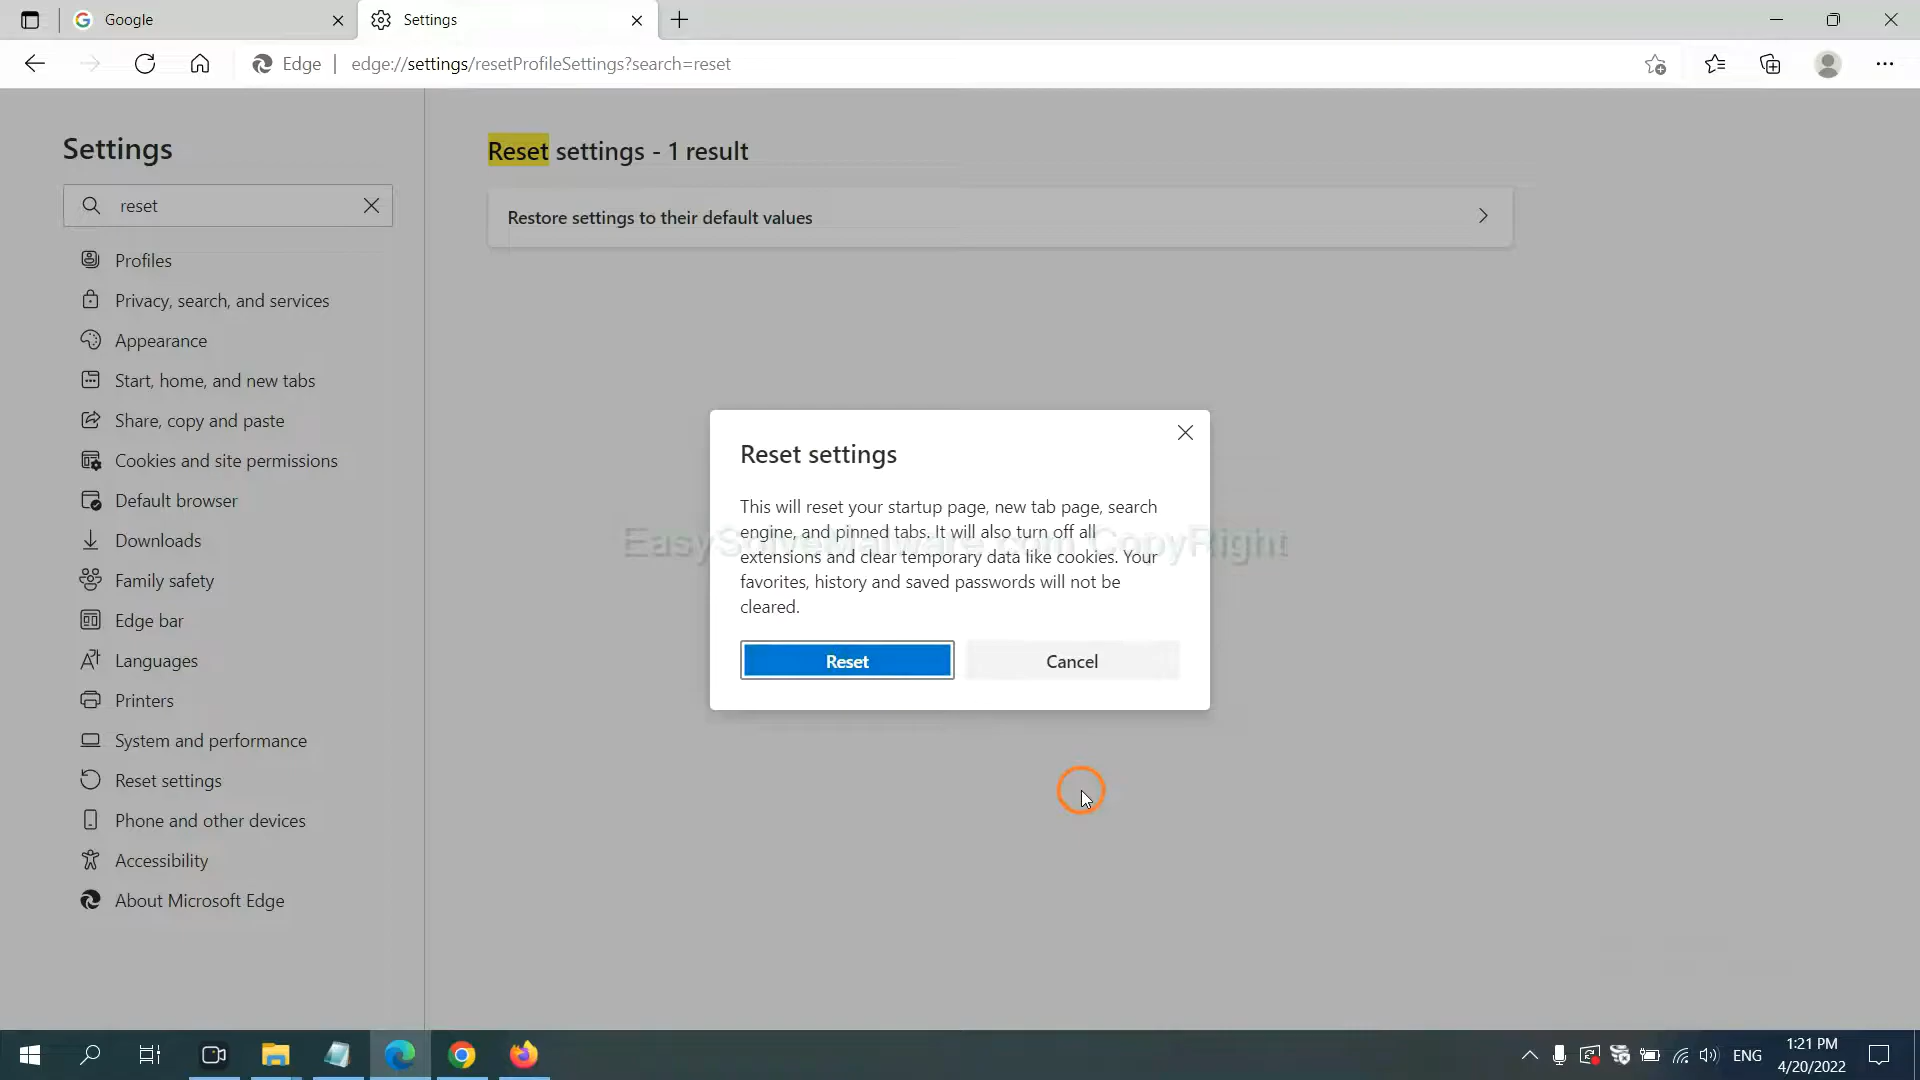 Google
Settings
Edge
edge://settings/resetProfileSettings?search=reset
Settings
reset
Profiles
Privacy, search, and services
Appearance
Start, home, and new tabs
Share, copy and paste
Cookies and site permissions
Default browser
Downloads
Family safety
Edge bar
Languages
Printers
System and performance
Reset settings
Phone and other devices
Accessibility
About Microsoft Edge
Reset settings - 1 result
Restore settings to their default values
Reset settings
This will reset your startup page, new tab page, search
engine, and pinned tabs. It will also turn off all
extensions and clear temporary data like cookies. Your
favorites, history and saved passwords will not be
cleared.
Reset
Cancel
EasySolveMalware.com CopyRight
ENG
1:21 PM
4/20/2022